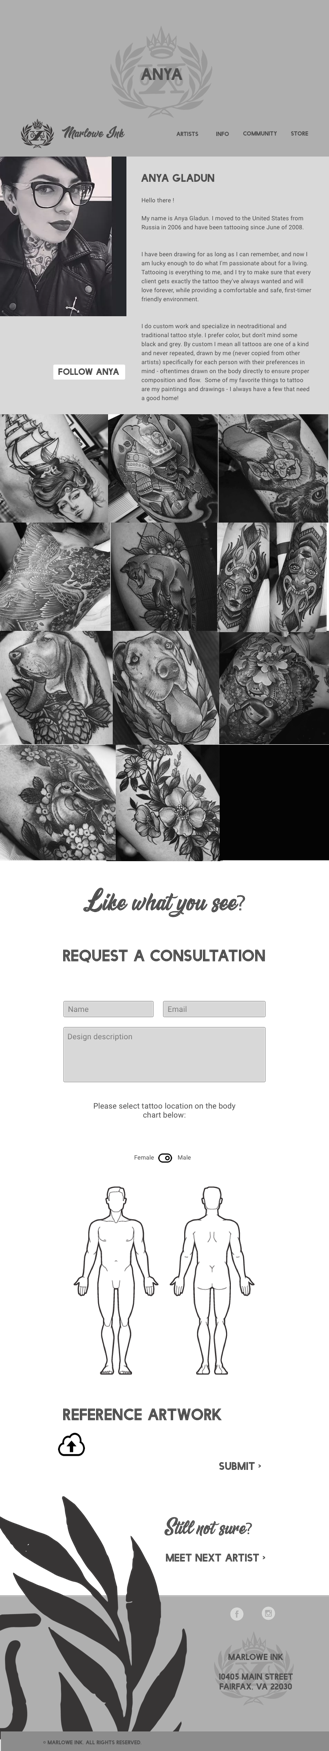 ANYA
Marlowe Ink
ARTISTS
INFO
COMMUNITY
STORE
ANYA GLADUN
Hello there !
My name is Anya Gladun. I moved to the United States from
Russia in 2006 and have been tattooing since June of 2008.
I have been drawing for as long as I can remember, and now I
am lucky enough to do what I'm passionate about for a living.
Tattooing is everything to me, and I try to make sure that every
client gets exactly the tattoo they've always wanted and will
love forever, while providing a comfortable and safe, first-timer
friendly environment.
I do custom work and specialize in neotraditional and
traditional tattoo style. I prefer color, but don't mind some
black and grey. By custom I mean all tattoos are one of a kind
and never repeated, drawn by me (never copied from other
artists) specifically for each person with their preferences in
mind - oftentimes drawn on the body directly to ensure proper
composition and flow. Some of my favorite things to tattoo
are my paintings and drawings - I always have a few that need
a good home!
FOLLOW ANYA
Like what you see?
REQUEST A CONSULTATION
Name
Email
Design description
Please select tattoo location on the body
chart below:
Female
Male
REFERENCE ARTWORK
SUBMIT ›
Still not sure?
MEET NEXT ARTIST ›
MARLOWE INK
10405 MAIN STREET
FAIRFAX, VA 22030
© MARLOWE INK. ALL RIGHTS RESERVED.